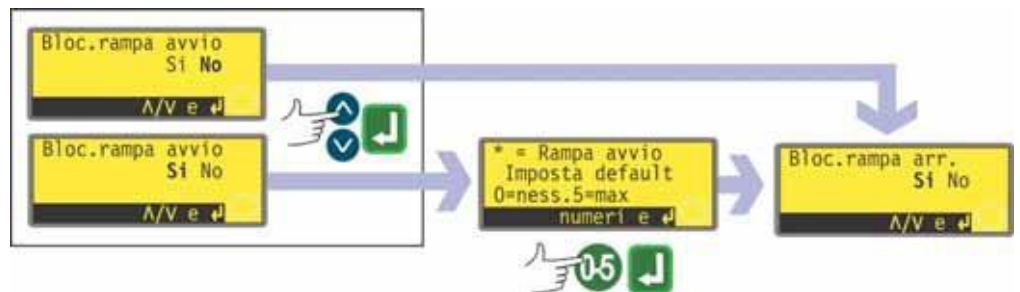 Bloc.rampa avvio
Si No
Λ/V e ↵
Bloc.rampa avvio
Si No
Λ/V e ↵
* = Rampa avvio
Imposta default
0=ness.5=max
numeri e ↵
0-5
Bloc.rampa arr.
Si No
Λ/V e ↵